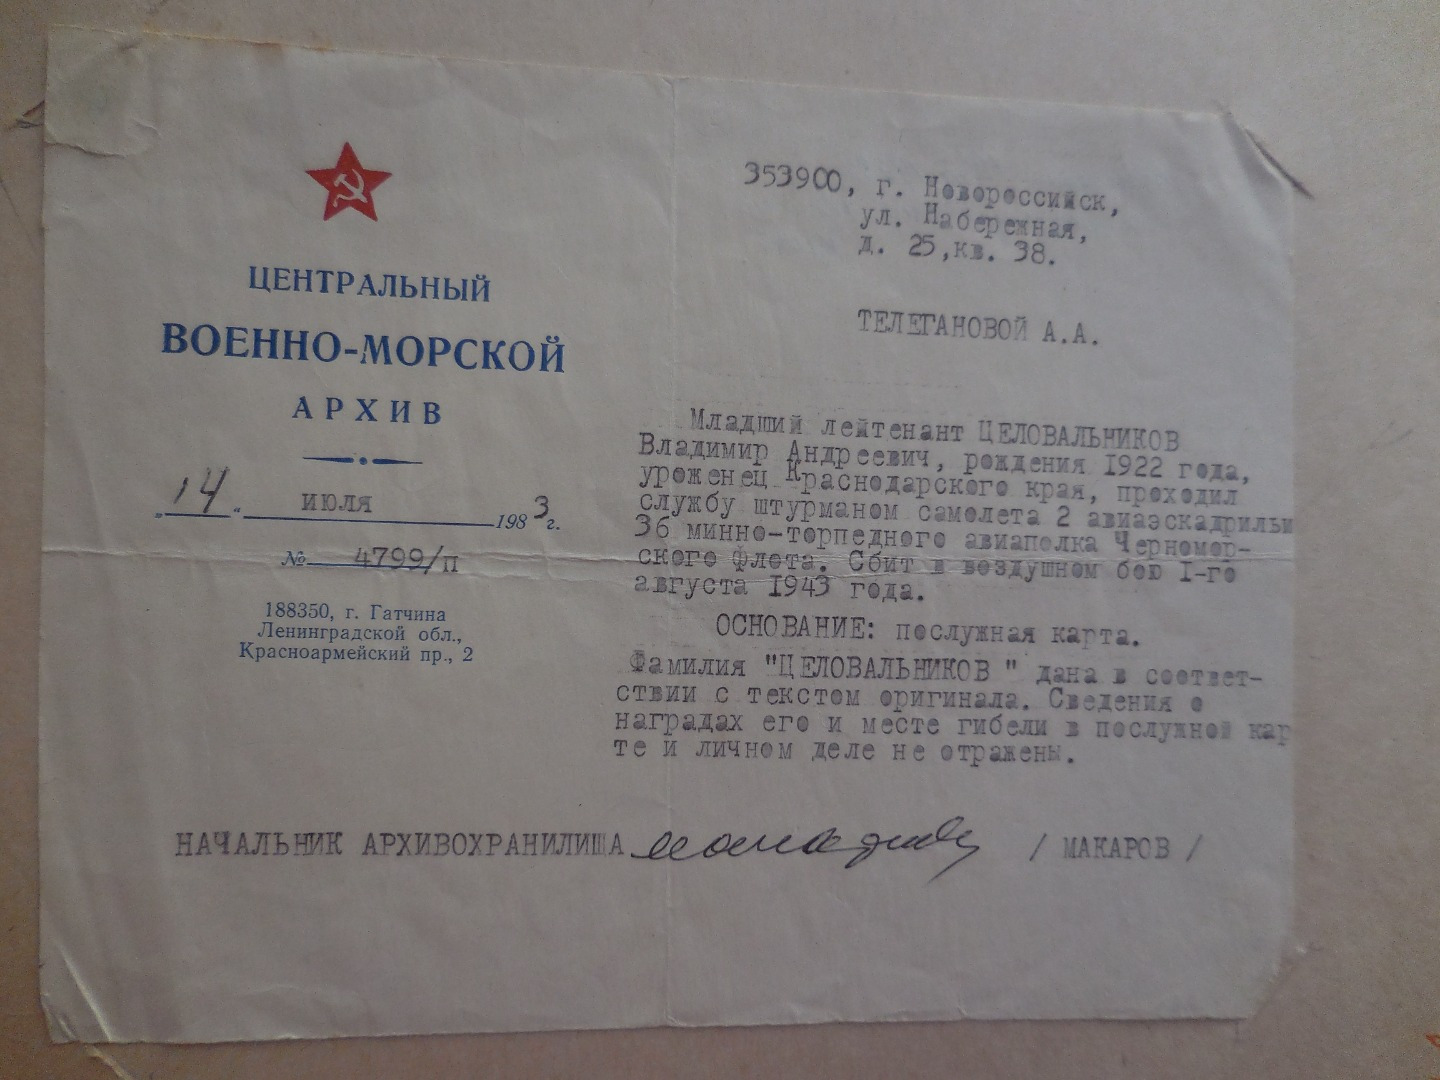 ЦЕНТРАЛЬНЫЙ
ВОЕННО-МОРСКОЙ
АРХИВ
„14“ июля 1983 г.
№ 4799/п
188350, г. Гатчина
Ленинградской обл.,
Красноармейский пр., 2
353900, г. Новороссийск,
ул. Набережная,
д. 25,кв. 38.
ТЕЛЕГАНОВОЙ А.А.
Младший лейтенант ЦЕЛОВАЛЬНИКОВ
Владимир Андреевич, рождения 1922 года,
уроженец Краснодарского края, проходил
службу штурманом самолета 2 авиаэскадрильи
36 минно-торпедного авиаполка Черномор-
ского Флота. Сбит в воздушном бою I-го
августа 1943 года.
ОСНОВАНИЕ: послужная карта.
Фамилия "ЦЕЛОВАЛЬНИКОВ " дана в соответ-
ствии с текстом оригинала. Сведения о
наградах его и месте гибели в послужной кар
те и личном деле не отражены.
НАЧАЛЬНИК АРХИВОХРАНИЛИША / МАКАРОВ /